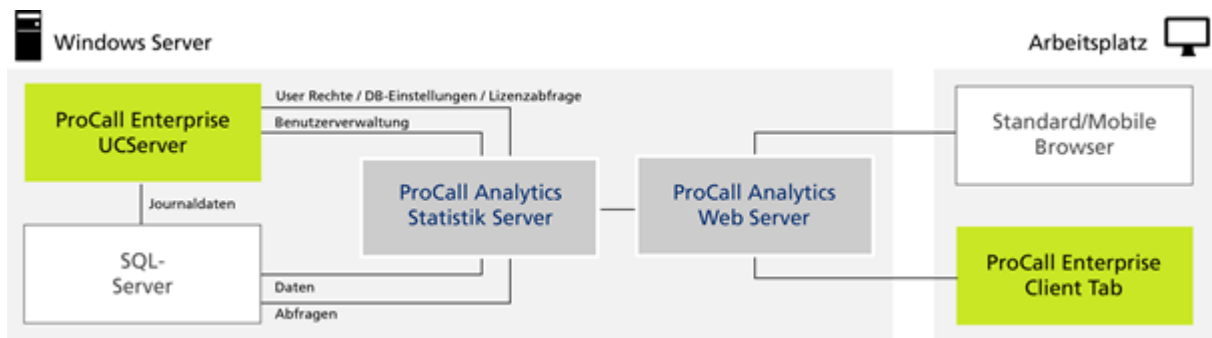 Windows Server
Arbeitsplatz
ProCall Enterprise
UCServer
User Rechte / DB-Einstellungen / Lizenzabfrage
Benutzerverwaltung
Journaldaten
SQL-
Server
Daten
Abfragen
ProCall Analytics
Statistik Server
ProCall Analytics
Web Server
Standard/Mobile
Browser
ProCall Enterprise
Client Tab